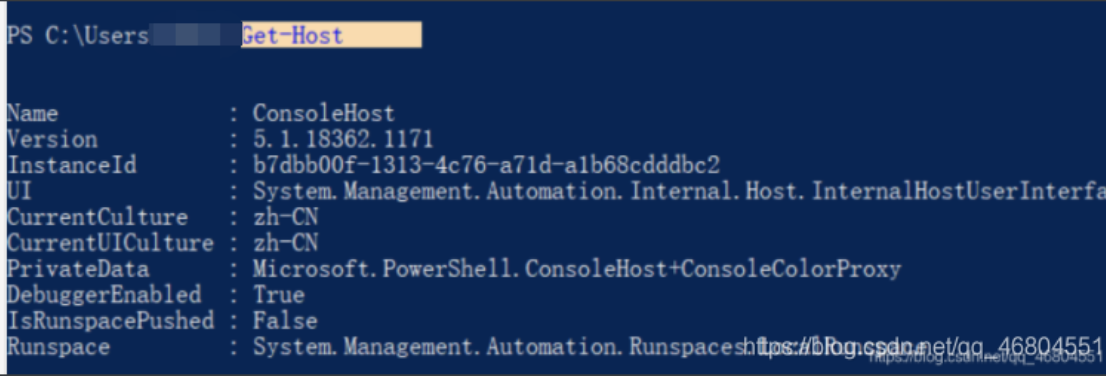 PS C:\Users Get-Host
Name : ConsoleHost
Version : 5.1.18362.1171
InstanceId : b7dbb00f-1313-4c76-a71d-a1b68cdddbc2
UI : System.Management.Automation.Internal.Host.InternalHostUserInterfa
CurrentCulture : zh-CN
CurrentUICulture : zh-CN
PrivateData : Microsoft.PowerShell.ConsoleHost+ConsoleColorProxy
DebuggerEnabled : True
IsRunspacePushed : False
Runspace : System.Management.Automation.Runspaces.
https://blog.csdn.net/qq_46804551
https://blog.csdn.net/qq_46804551